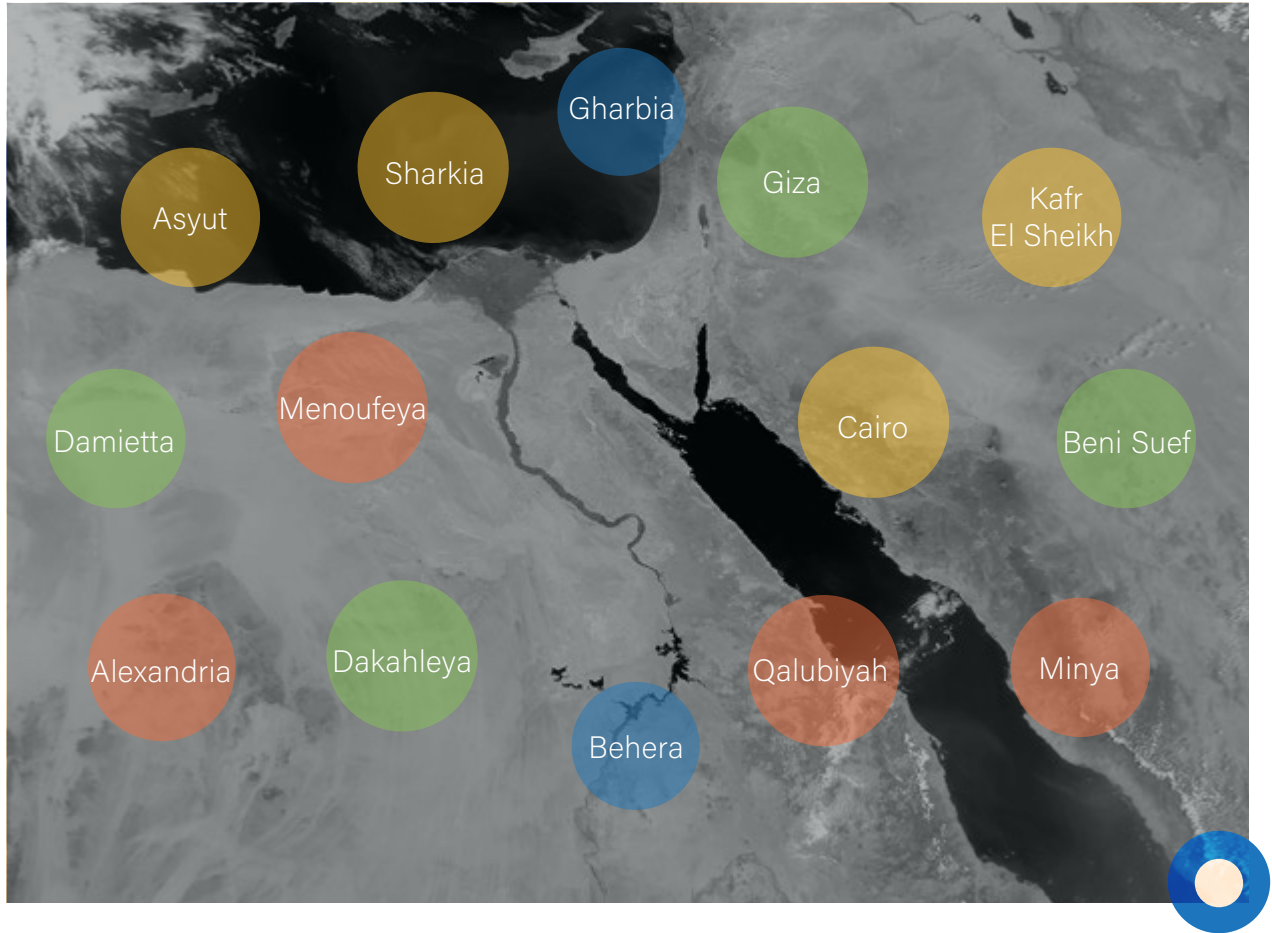 Gharbia
Sharkia
Giza
Asyut
Kafr
El Sheikh
Menoufeya
Cairo
Damietta
Beni Suef
Alexandria
Dakahleya
Qalubiyah
Minya
Behera